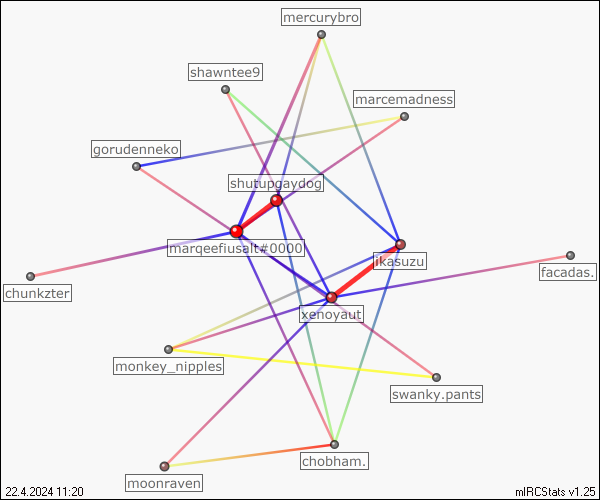 mercurybro
shawntee9
marcemadness
gorudenneko
shutupgaydog
marqeefiusalt#0000
ikasuzu
facadas.
chunkzter
xenoyaut
monkey_nipples
swanky.pants
chobham.
moonraven
22.4.2024 11:20
mIRCStats v1.25